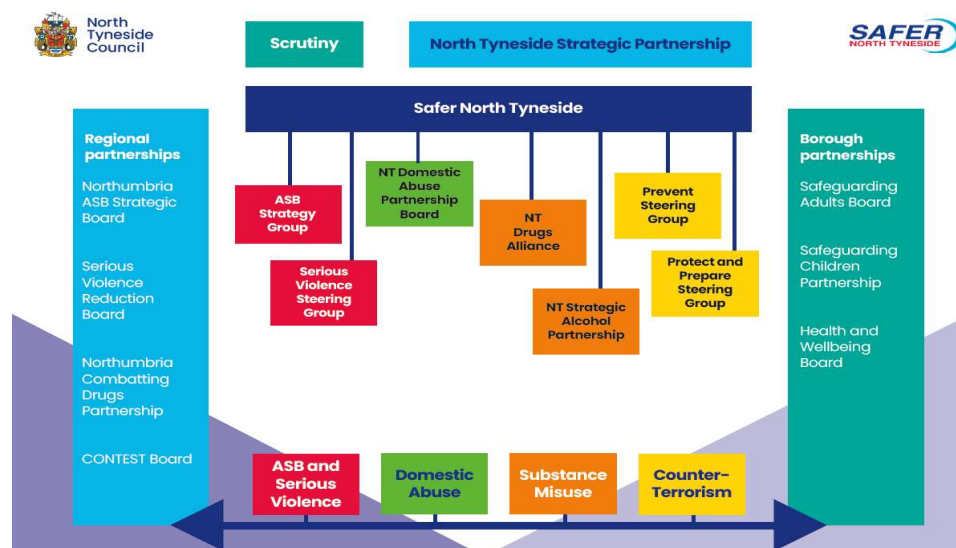 North
Tyneside
Council
Scrutiny
North Tyneside Strategic Partnership
SAFER
NORTH TYNESIDE
Safer North Tyneside
Regional
partnerships
Northumbria
ASB Strategic
Board
Serious
Violence
Reduction
Board
Northumbria
Combatting
Drugs
Partnership
CONTEST Board
ASB
Strategy
Group
Serious
Violence
Steering
Group
NT Domestic
Abuse
Partnership
Board
NT
Drugs
Alliance
NT Strategic
Alcohol
Partnership
Prevent
Steering
Group
Protect and
Prepare
Steering
Group
Borough
partnerships
Safeguarding
Adults Board
Safeguarding
Children
Partnership
Health and
Wellbeing
Board
ASB and
Serious
Violence
Domestic
Abuse
Substance
Misuse
Counter-
Terrorism